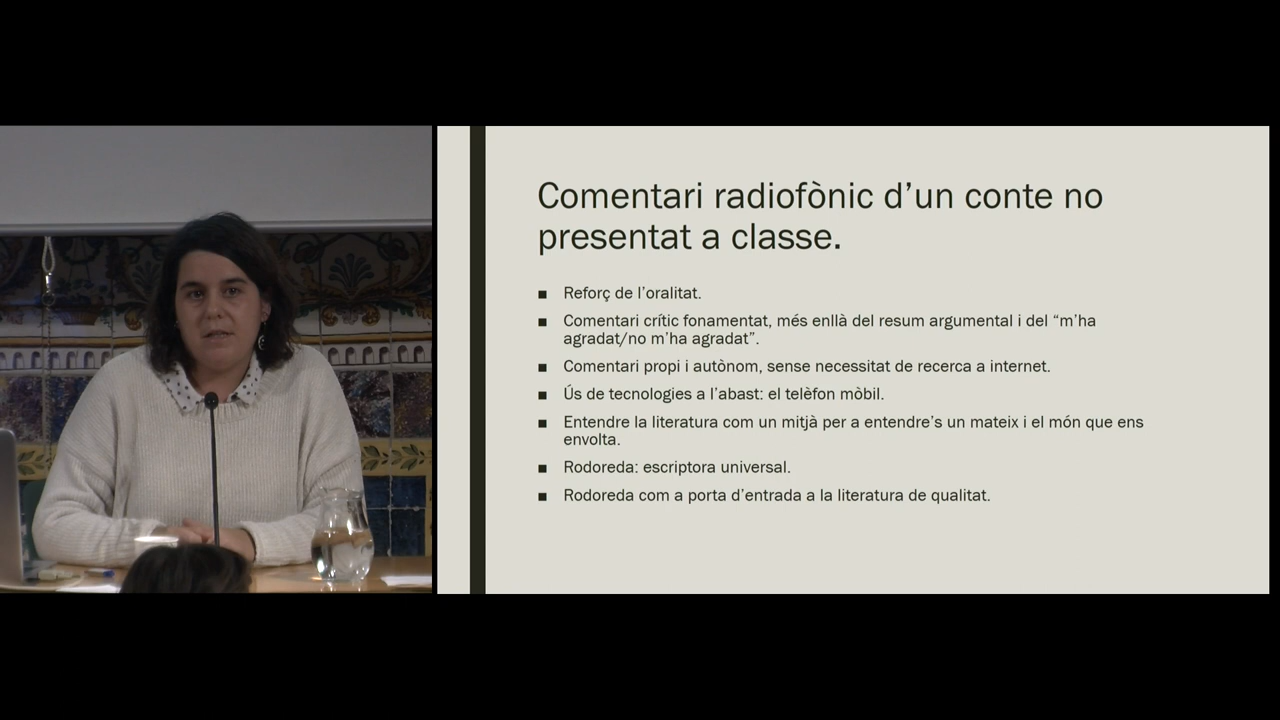 Comentari radiofònic d’un conte no
presentat a classe.
■ Reforç de l’oralitat.
■ Comentari crític fonamentat, més enllà del resum argumental i del “m’ha
agradat/no m’ha agradat”.
■ Comentari propi i autònom, sense necessitat de recerca a internet.
■ Ús de tecnologies a l’abast: el telèfon mòbil.
■ Entendre la literatura com un mitjà per a entendre’s un mateix i el món que ens
envolta.
■ Rodoreda: escriptora universal.
■ Rodoreda com a porta d’entrada a la literatura de qualitat.